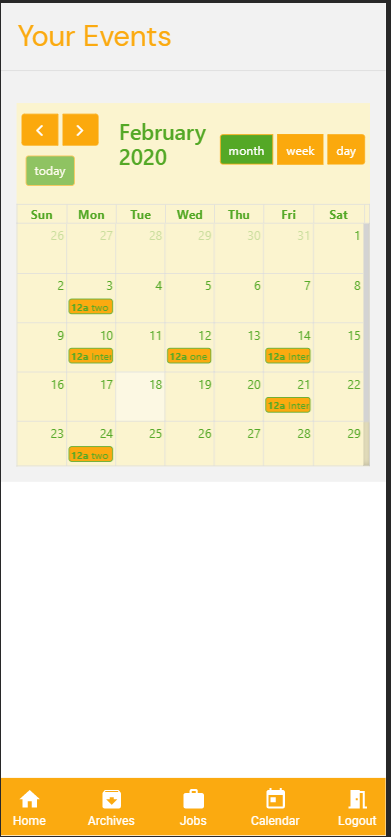 Your Events
February
2020
month week day
today
Sun Mon Tue Wed Thu Fri Sat
26 27 28 29 30 31 1
2 3 4 5 6 7 8
12a two
9 10 11 12 13 14 15
12a Inter 12a one 12a Inter
16 17 18 19 20 21 22
12a Inter
23 24 25 26 27 28 29
12a two
Home Archives Jobs Calendar Logout